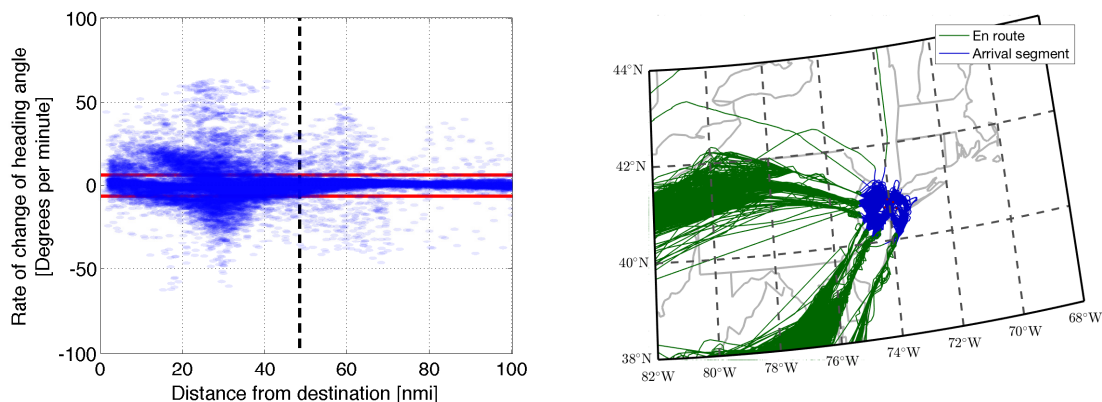 Rate of change of heading angle
[Degrees per minute]
100
50
0
-50
-100
0
20
40
60
80
100
Distance from destination [nmi]
En route
Arrival segment
44°N
42°N
40°N
38°N
82°W
80°W
78°W
76°W
74°W
72°W
70°W
68°W